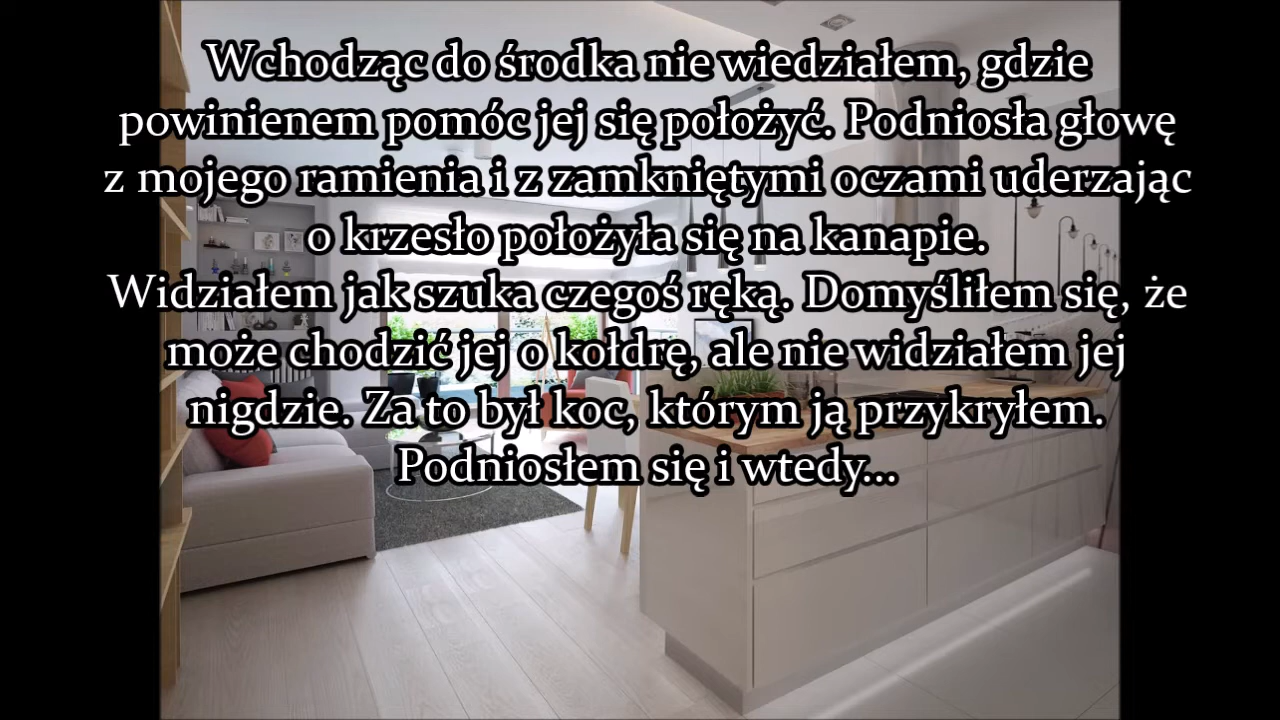 Wchodząc do środka nie wiedziałem, gdzie
powinienem pomóc jej się położyć. Podniosła głowę
z mojego ramienia i z zamkniętymi oczami uderzając
o krzesło położyła się na kanapie.
Widziałem jak szuka czegoś ręką. Domyśliłem się, że
może chodzić jej o kołdrę, ale nie widziałem jej
nigdzie. Za to był koc, którym ją przykryłem.
Podniosłem się i wtedy...